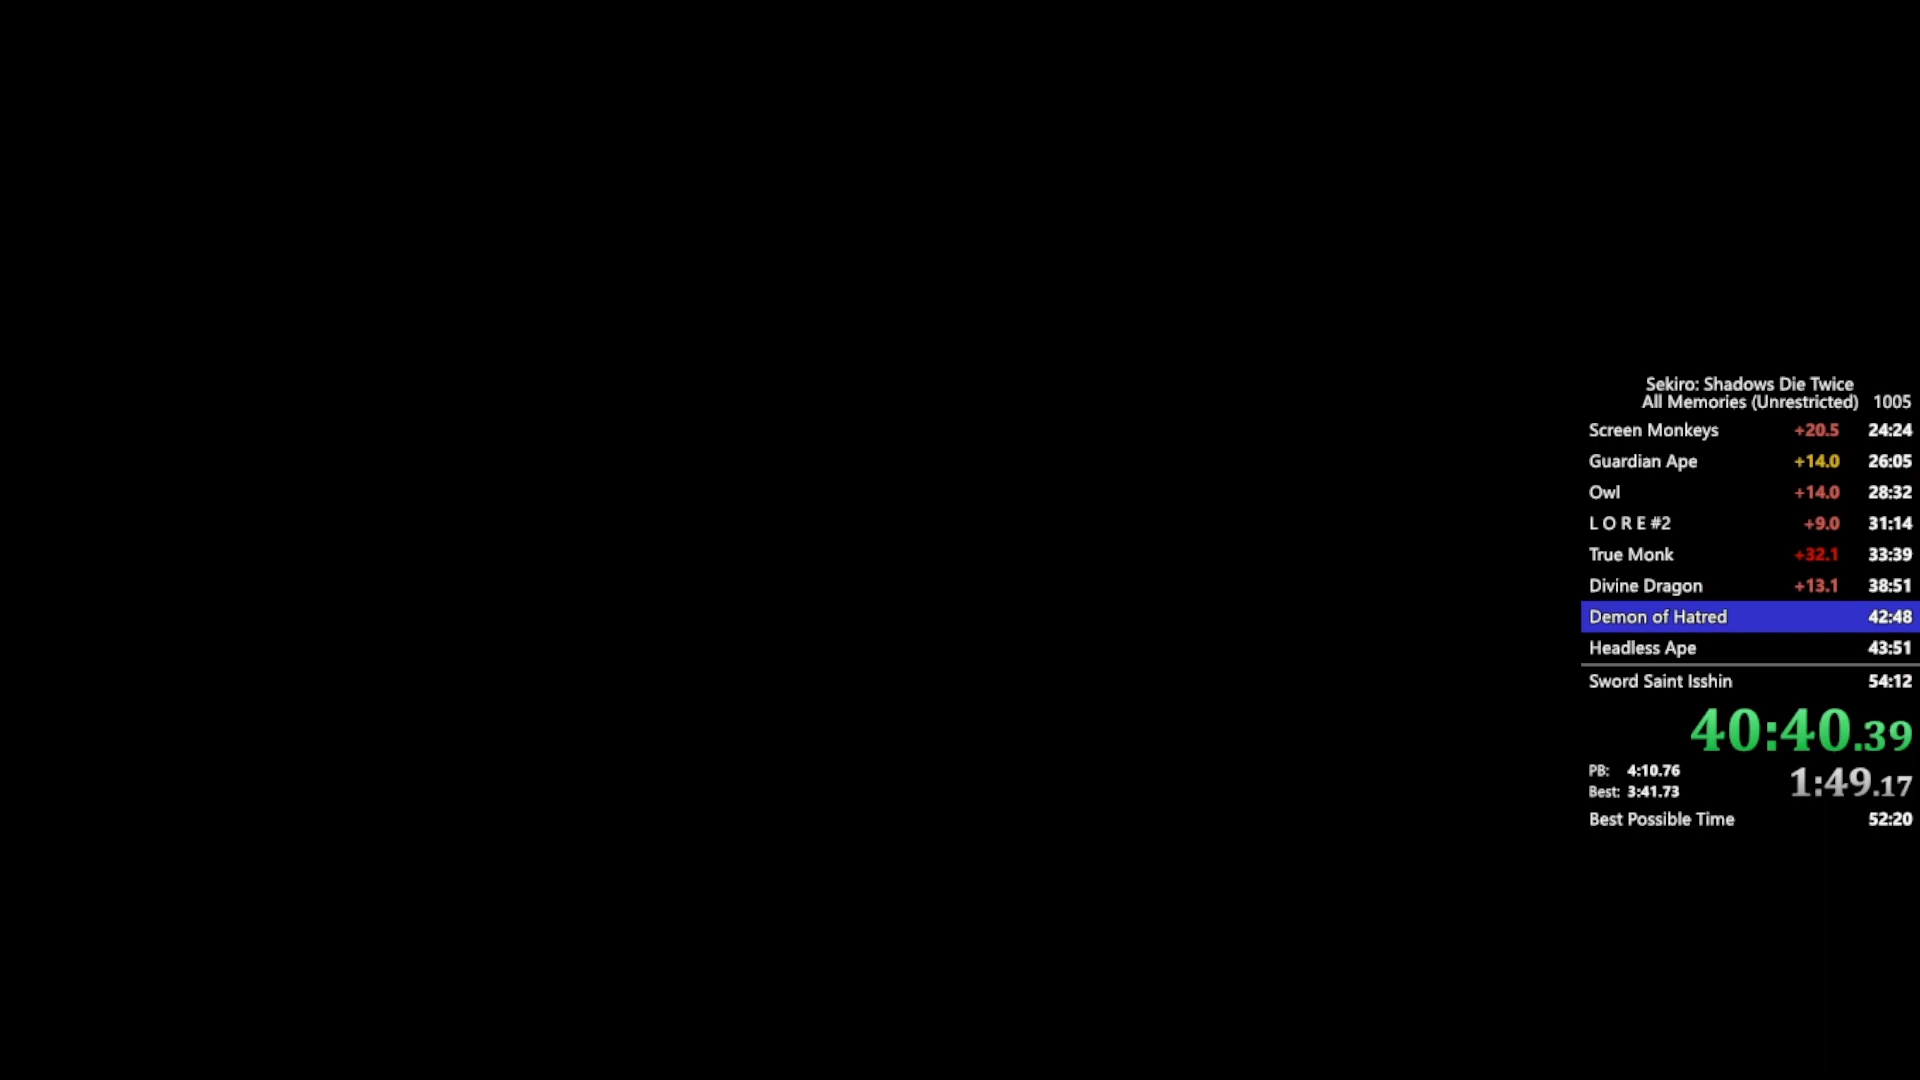 Sekiro: Shadows Die Twice
All Memories (Unrestricted) 1005
Screen Monkeys +20.5 24:24
Guardian Ape +14.0 26:05
Owl +14.0 28:32
L O R E #2 +9.0 31:14
True Monk +32.1 33:39
Divine Dragon +13.1 38:51
Demon of Hatred 42:48
Headless Ape 43:51
Sword Saint Isshin 54:12
40:40.39
PB: 4:10.76
1:49.17
Best: 3:41.73
Best Possible Time 52:20